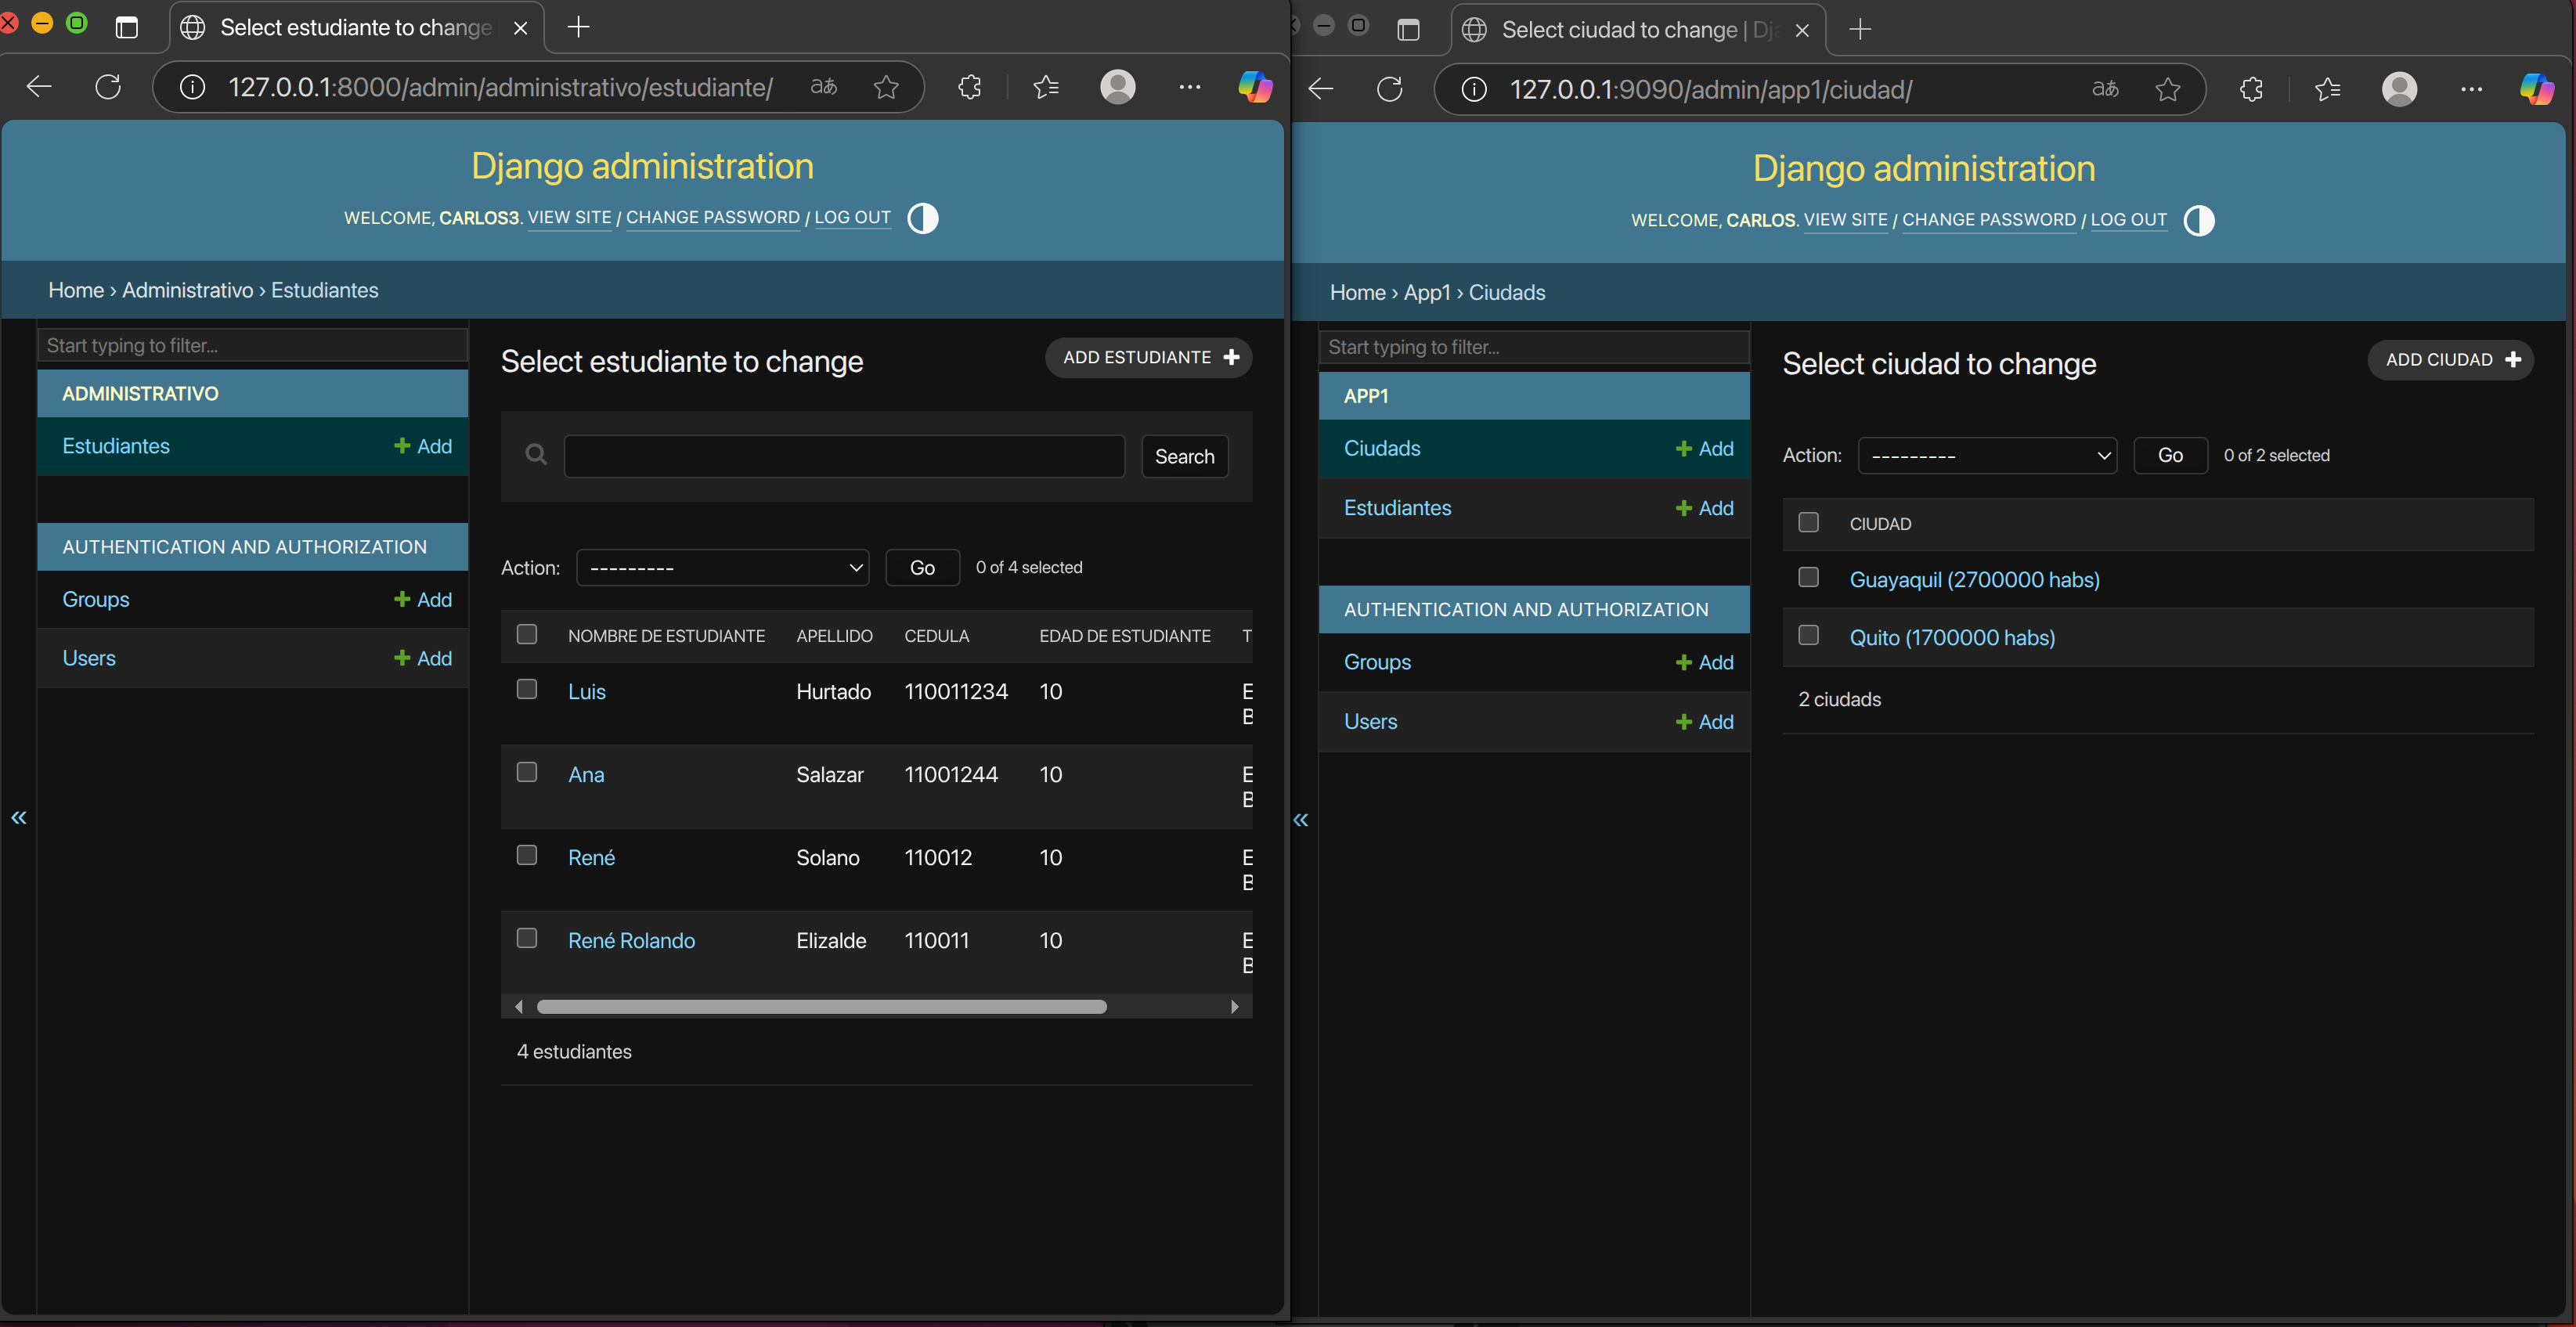 Select estudiante to change
127.0.0.1:8000/admin/administrativo/estudiante/
Django administration
WELCOME, CARLOS3. VIEW SITE / CHANGE PASSWORD / LOG OUT
Home › Administrativo › Estudiantes
Start typing to filter...
ADMINISTRATIVO
Estudiantes + Add
AUTHENTICATION AND AUTHORIZATION
Groups + Add
Users + Add
«
Select estudiante to change
ADD ESTUDIANTE +
Search
Action: --------- Go 0 of 4 selected
NOMBRE DE ESTUDIANTE APELLIDO CEDULA EDAD DE ESTUDIANTE T
Luis Hurtado 110011234 10 E
B
Ana Salazar 11001244 10 E
B
René Solano 110012 10 E
B
René Rolando Elizalde 110011 10 E
B
4 estudiantes
Select ciudad to change | Dja
127.0.0.1:9090/admin/app1/ciudad/
Django administration
WELCOME, CARLOS. VIEW SITE / CHANGE PASSWORD / LOG OUT
Home › App1 › Ciudads
Start typing to filter...
APP1
Ciudads + Add
Estudiantes + Add
AUTHENTICATION AND AUTHORIZATION
Groups + Add
Users + Add
«
Select ciudad to change
ADD CIUDAD +
Action: --------- Go 0 of 2 selected
CIUDAD
Guayaquil (2700000 habs)
Quito (1700000 habs)
2 ciudads